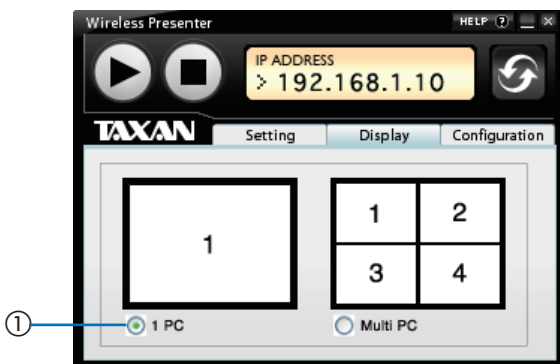 Wireless Presenter HELP ?
IP ADDRESS
> 192.168.1.10
TAXAN Setting Display Configuration
1 1 2
3 4
① 1 PC Multi PC